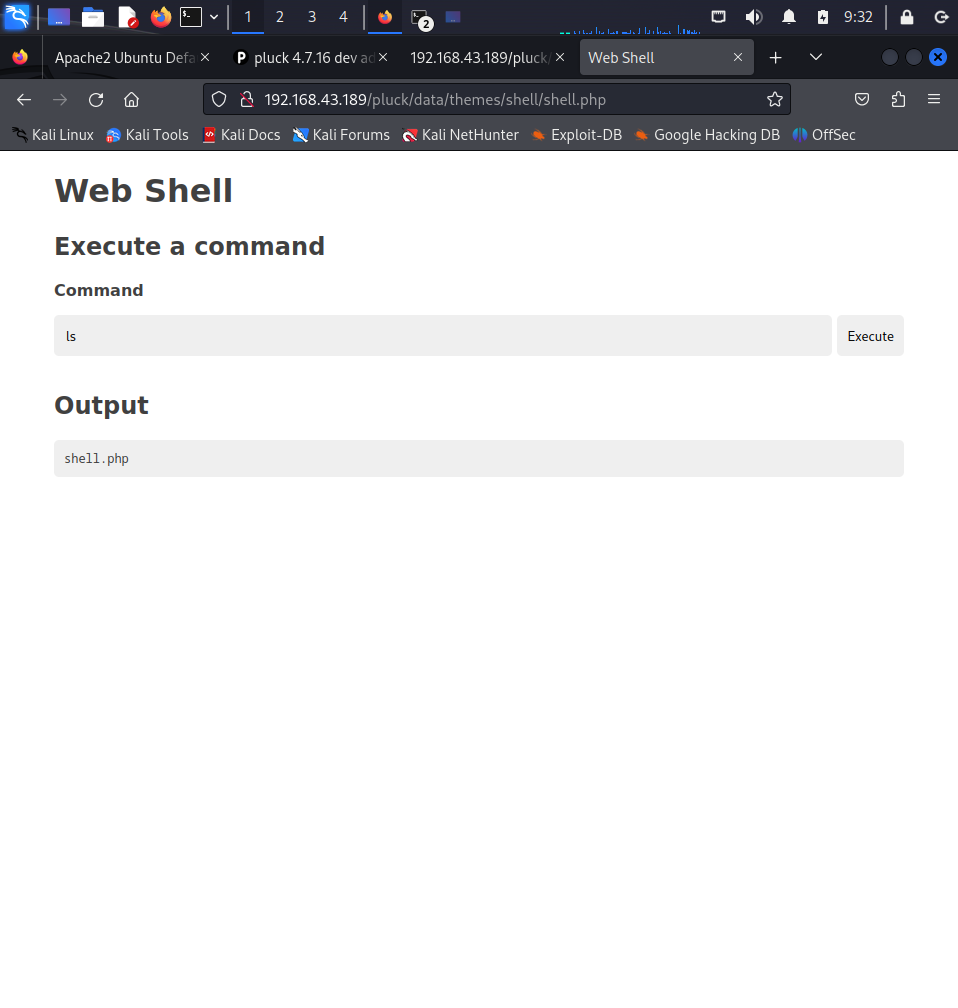 1 2 3 4 2 9:32
Apache2 Ubuntu Defa pluck 4.7.16 dev ad 192.168.43.189/pluck/ Web Shell
192.168.43.189/pluck/data/themes/shell/shell.php
Kali Linux Kali Tools Kali Docs Kali Forums Kali NetHunter Exploit-DB Google Hacking DB OffSec
Web Shell
Execute a command
Command
ls Execute
Output
shell.php